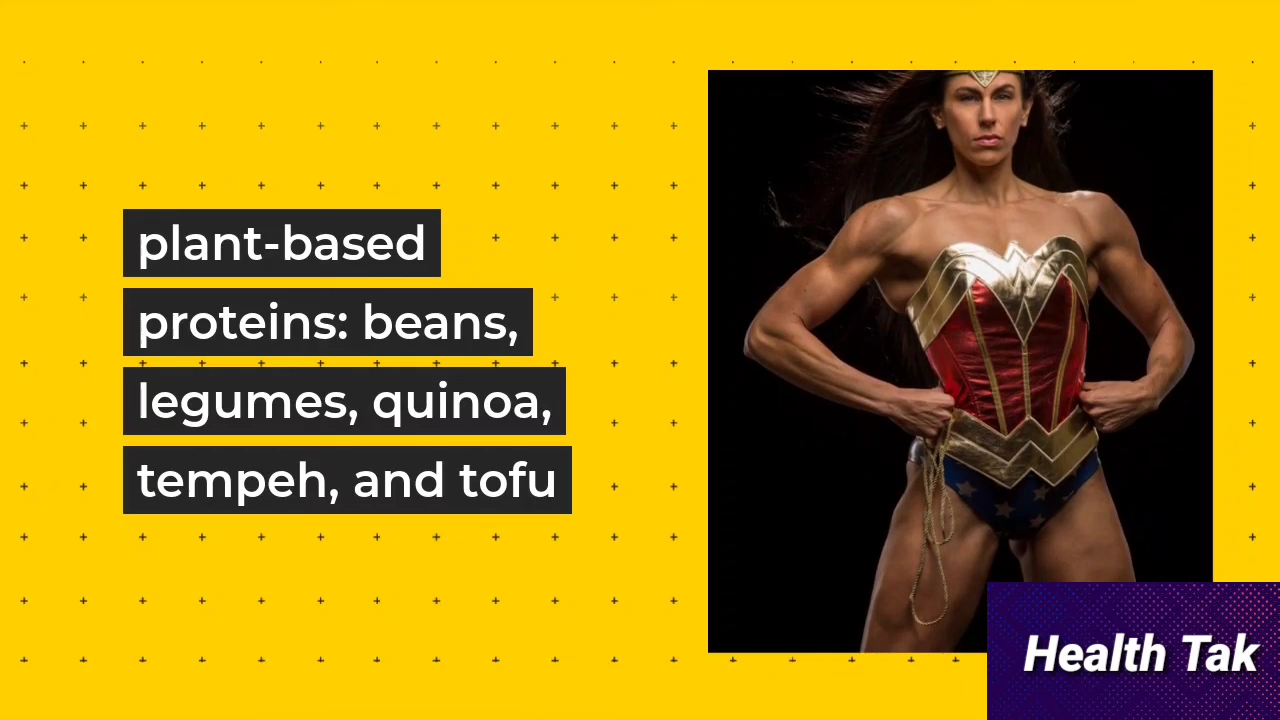 plant-based
proteins: beans,
legumes, quinoa,
tempeh, and tofu
Health Tak